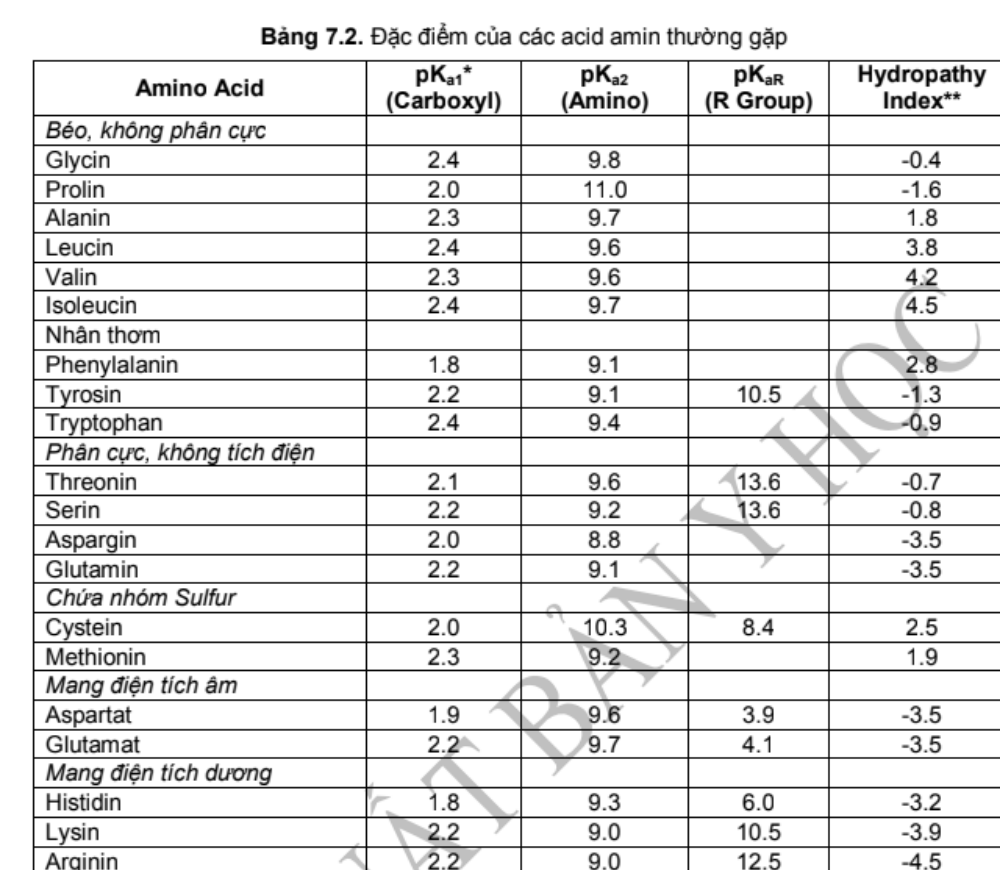 Bảng 7.2. Đặc điểm của các acid amin thường gặp
Amino Acid pKa1* (Carboxyl) pKa2 (Amino) pKaR (R Group) Hydropathy Index**
Béo, không phân cực
Glycin 2.4 9.8 -0.4
Prolin 2.0 11.0 -1.6
Alanin 2.3 9.7 1.8
Leucin 2.4 9.6 3.8
Valin 2.3 9.6 4.2
Isoleucin 2.4 9.7 4.5
Nhân thơm
Phenylalanin 1.8 9.1 2.8
Tyrosin 2.2 9.1 10.5 -1.3
Tryptophan 2.4 9.4 -0.9
Phân cực, không tích điện
Threonin 2.1 9.6 13.6 -0.7
Serin 2.2 9.2 13.6 -0.8
Aspargin 2.0 8.8 -3.5
Glutamin 2.2 9.1 -3.5
Chứa nhóm Sulfur
Cystein 2.0 10.3 8.4 2.5
Methionin 2.3 9.2 1.9
Mang điện tích âm
Aspartat 1.9 9.6 3.9 -3.5
Glutamat 2.2 9.7 4.1 -3.5
Mang điện tích dương
Histidin 1.8 9.3 6.0 -3.2
Lysin 2.2 9.0 10.5 -3.9
Arginin 2.2 9.0 12.5 -4.5
BẢN Y HỌC